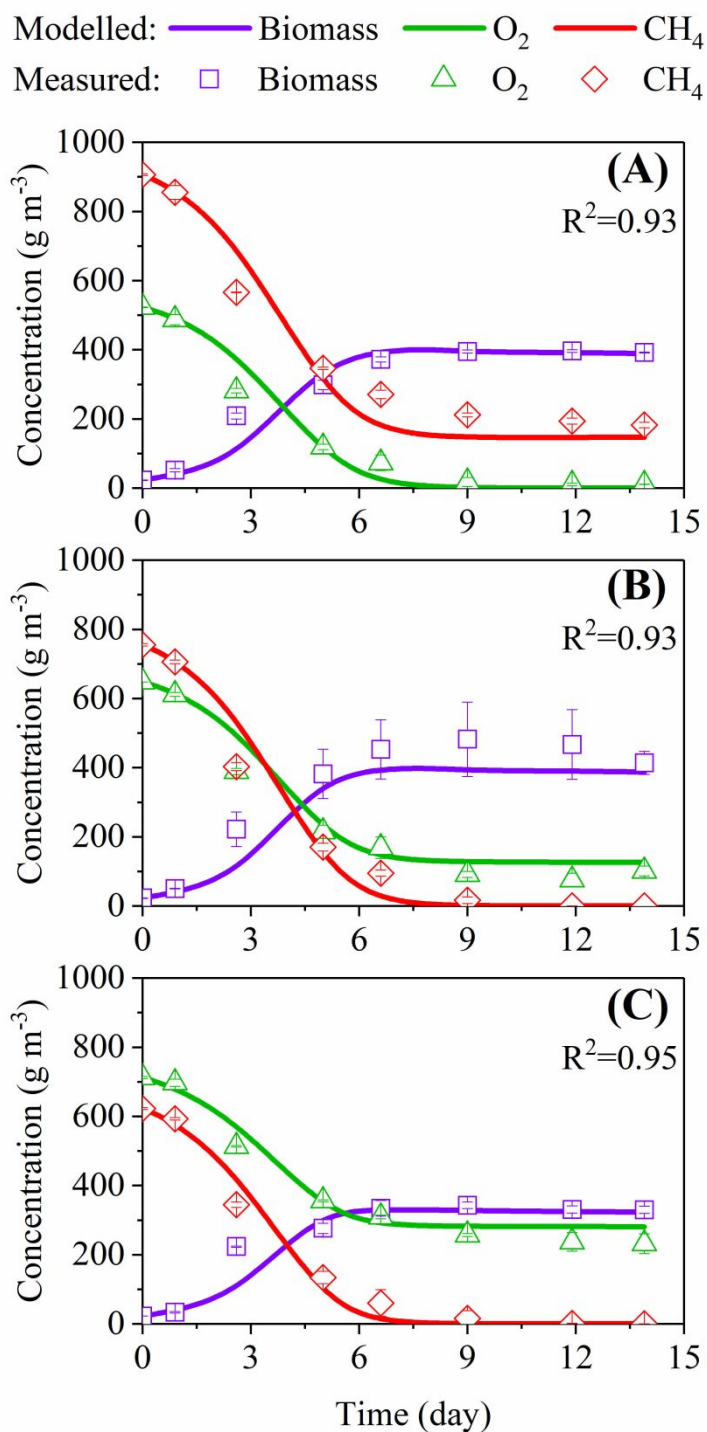 Modelled: Biomass O₂ CH₄
Measured: Biomass O₂ CH₄
1000
800
600
400
200
0
Concentration (g m⁻³)
(A)
R²=0.93
0 3 6 9 12 15
1000
800
600
400
200
0
Concentration (g m⁻³)
(B)
R²=0.93
0 3 6 9 12 15
1000
800
600
400
200
0
Concentration (g m⁻³)
(C)
R²=0.95
0 3 6 9 12 15
Time (day)